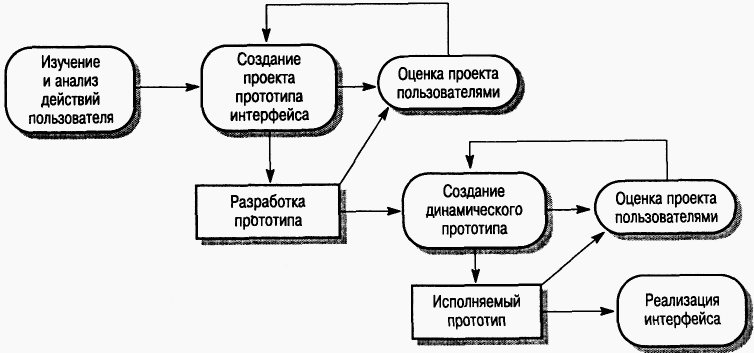 Изучение
и анализ
действий
пользователя
Создание
проекта
прототипа
интерфейса
Оценка проекта
пользователями
Разработка
прототипа
Создание
динамического
прототипа
Оценка проекта
пользователями
Исполняемый
прототип
Реализация
интерфейса